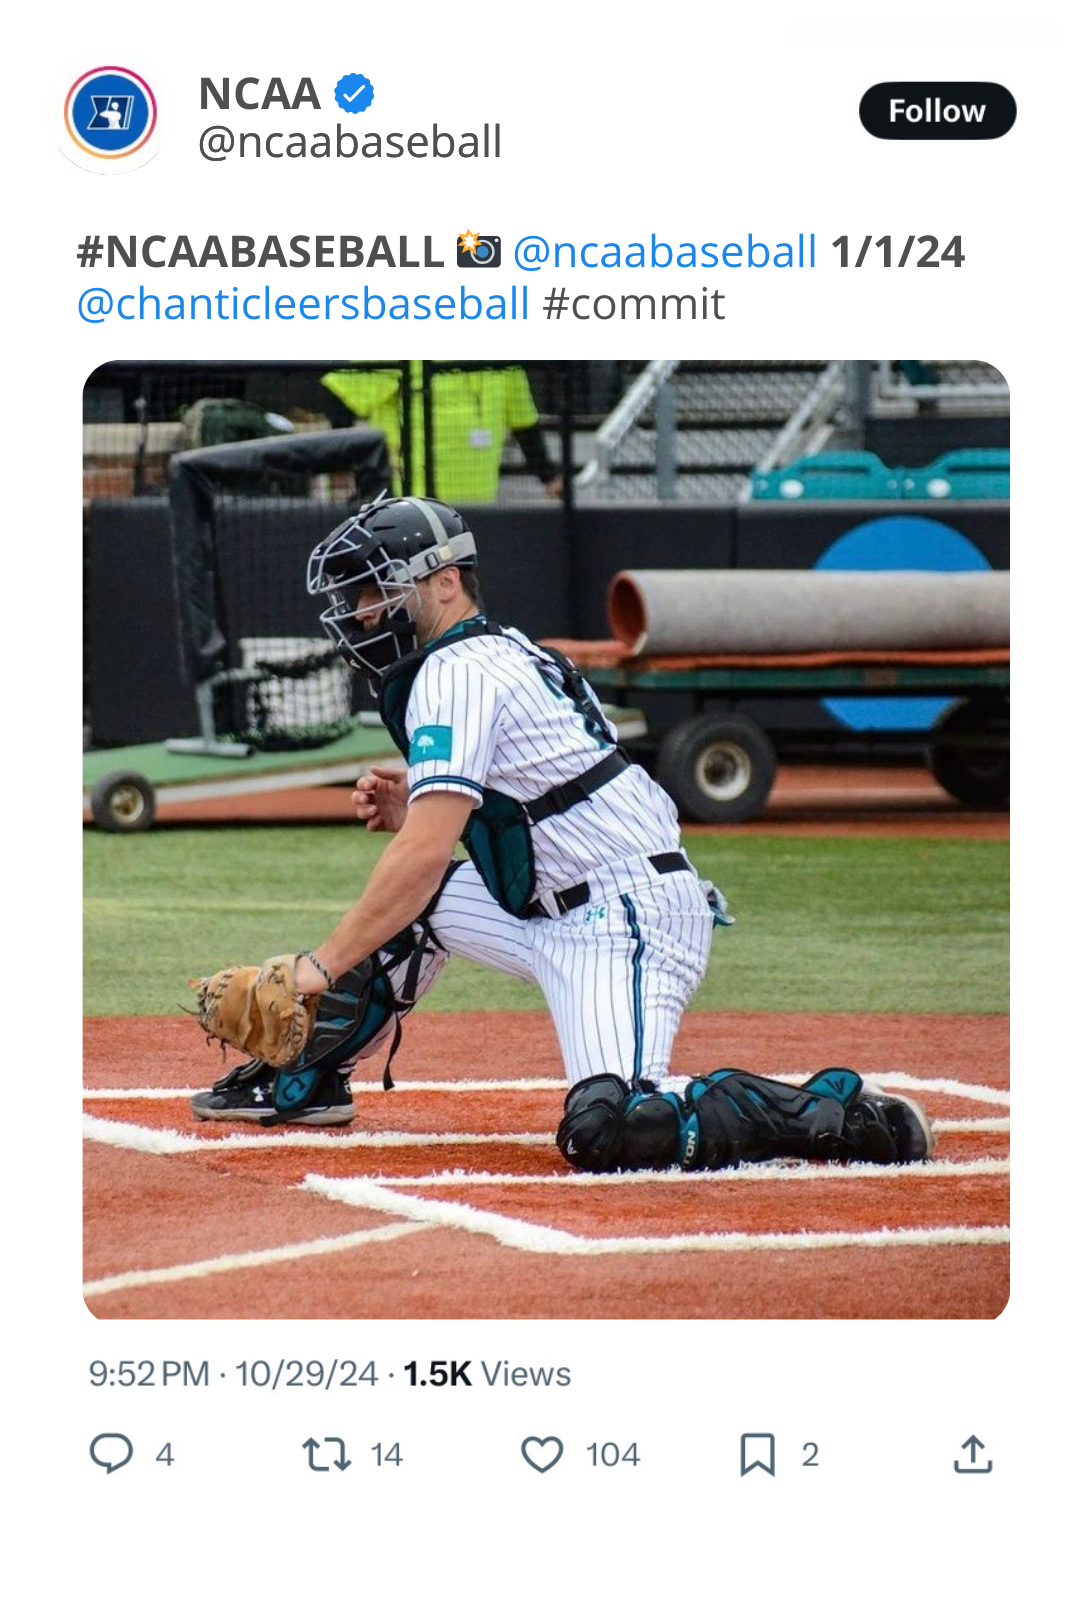 NCAA
@ncaabaseball
Follow
#NCAABASEBALL 📸 @ncaabaseball 1/1/24
@chanticleersbaseball #commit
TON
9:52 PM · 10/29/24 · 1.5K Views
4 14 104 2